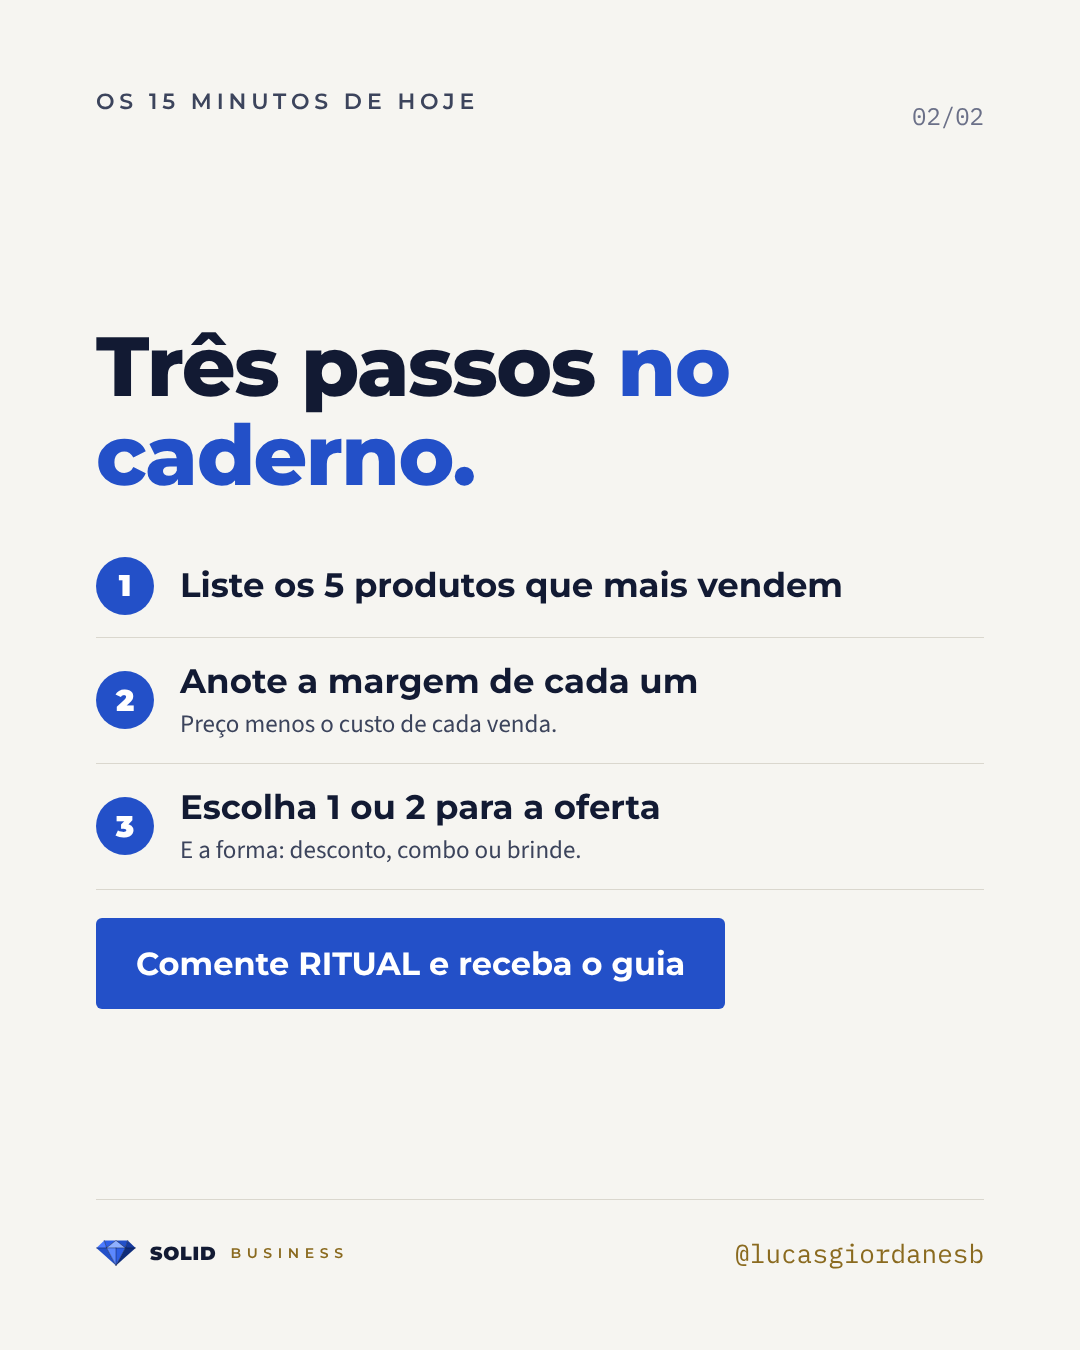 OS 15 MINUTOS DE HOJE
02/02
Três passos no
caderno.
1 Liste os 5 produtos que mais vendem
2 Anote a margem de cada um
Preço menos o custo de cada venda.
3 Escolha 1 ou 2 para a oferta
E a forma: desconto, combo ou brinde.
Comente RITUAL e receba o guia
SOLID BUSINESS
@lucasgiordanesb